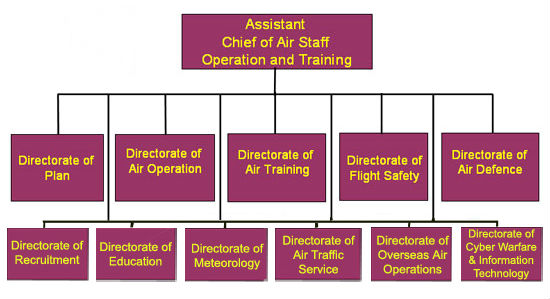 Assistant
Chief of Air Staff
Operation and Training
Directorate of
Plan
Directorate of
Air Operation
Directorate of
Air Training
Directorate of
Flight Safety
Directorate of
Air Defence
Directorate of
Recruitment
Directorate of
Education
Directorate of
Meteorology
Directorate of
Air Traffic
Service
Directorate of
Overseas Air
Operations
Directorate of
Cyber Warfare
& Information
Technology